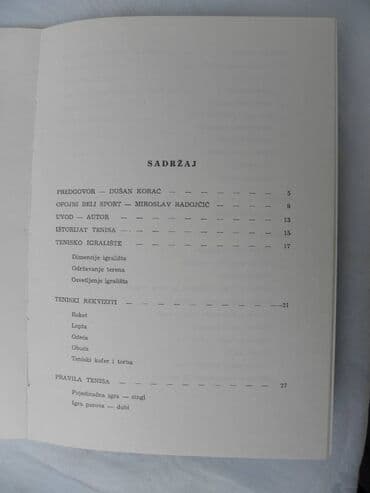 SADRŽAJ
PREDGOVOR — DUŠAN KORAĆ — — — — — — 5
OPOJNI BELI SPORT — MIROSLAV RADOJČIĆ — — — 9
UVOD — AUTOR — — — — — — — — 13
ISTORIJAT TENISA — — — — — — — — 15
TENISKO IGRALIŠTE — — — — — — — — 17
Dimenzije igrališta
Održavanje terena
Osvetljenje igrališta
TENISKI REKVIZITI — — — — — — — — 21
Reket
Lopta
Odeća
Obuća
Teniski kofer i torba
PRAVILA TENISA — — — — — — — — 27
Pojedinačna igra — singl
Igra parova — dubl